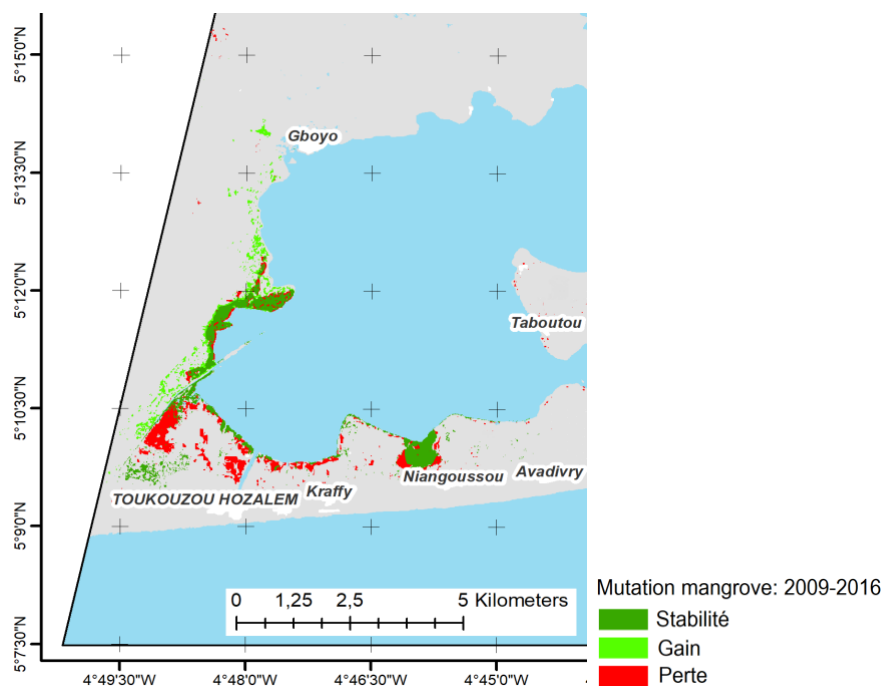 5°15'0"N
Gboyo
5°13'30"N
5°12'0"N
Taboutou
5°10'30"N
Niangoussou
Avadivry
TOUKOUZOU HOZALEM
Kraffy
5°9'0"N
0 1,25 2,5 5 Kilometers
Mutation mangrove: 2009-2016
Stabilité
Gain
Perte
5°7'30"N
4°49'30"W 4°48'0"W 4°46'30"W 4°45'0"W